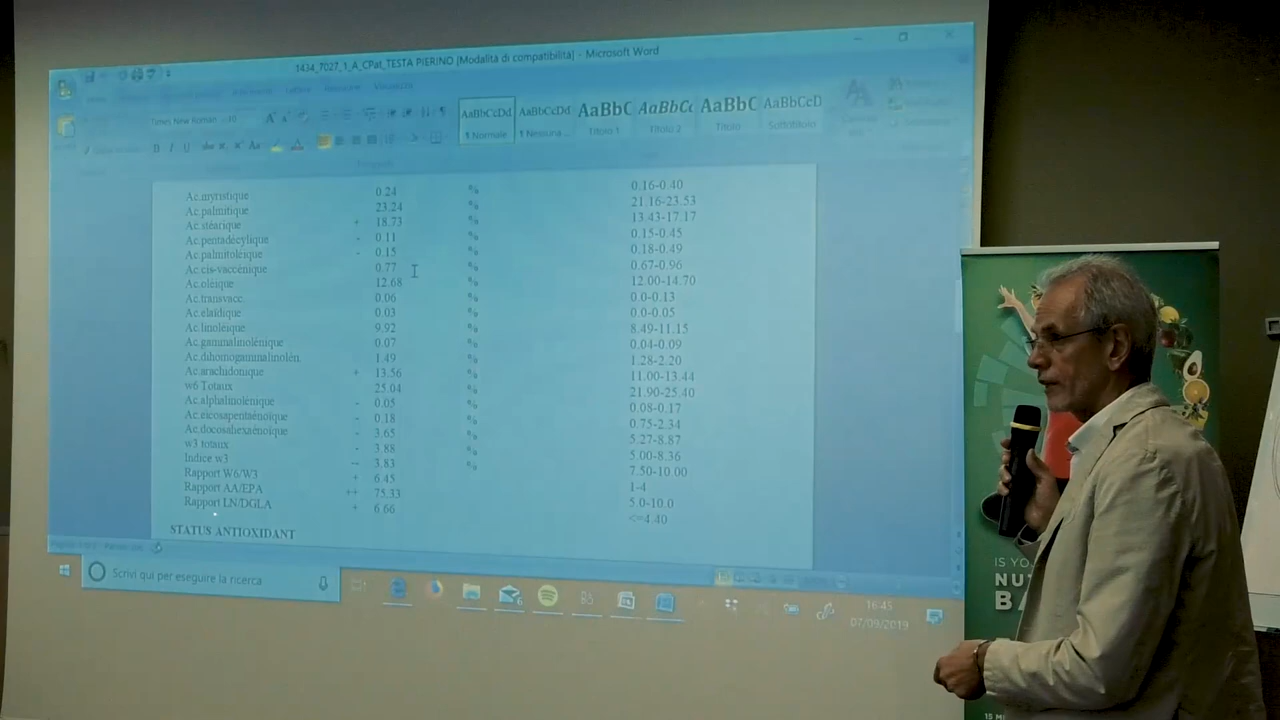 1434_7027_1_A_CPat_TESTA PIERINO [Modalità di compatibilità] - Microsoft Word
Times New Roman 10
AaBbCcDd AaBbCcDd AaBbC AaBbCc AaBbC AaBbCcD
¶ Normale ¶ Nessuna... Titolo 1 Titolo 2 Titolo Sottotitolo
Ac.myristique 0.24 % 0.16-0.40
Ac.palmitique 23.24 % 21.16-23.53
Ac.stéarique + 18.73 % 13.43-17.17
Ac.pentadécylique - 0.11 % 0.15-0.45
Ac.palmitoléique - 0.15 % 0.18-0.49
Ac.cis-vaccénique 0.77 % 0.67-0.96
Ac.oléique 12.68 % 12.00-14.70
Ac.transvacc. 0.06 % 0.0-0.13
Ac.elaidique 0.03 % 0.0-0.05
Ac.linoléique 9.92 % 8.49-11.15
Ac.gammalinolénique 0.07 % 0.04-0.09
Ac.dihomogammalinolén. 1.49 % 1.28-2.20
Ac.arachidonique + 13.56 % 11.00-13.44
w6 Totaux 25.04 % 21.90-25.40
Ac.alphalinolénique - 0.05 % 0.08-0.17
Ac.eicosapentaénoique - 0.18 % 0.75-2.34
Ac.docosahexaénoique - 3.65 % 5.27-8.87
w3 totaux - 3.88 % 5.00-8.36
Indice w3 -- 3.83 % 7.50-10.00
Rapport W6/W3 + 6.45 1-4
Rapport AA/EPA ++ 75.33 5.0-10.0
Rapport LN/DGLA + 6.66 <=4.40
STATUS ANTIOXIDANT
Scrivi qui per eseguire la ricerca
16:45
07/09/2019
IS YO
NU
BA